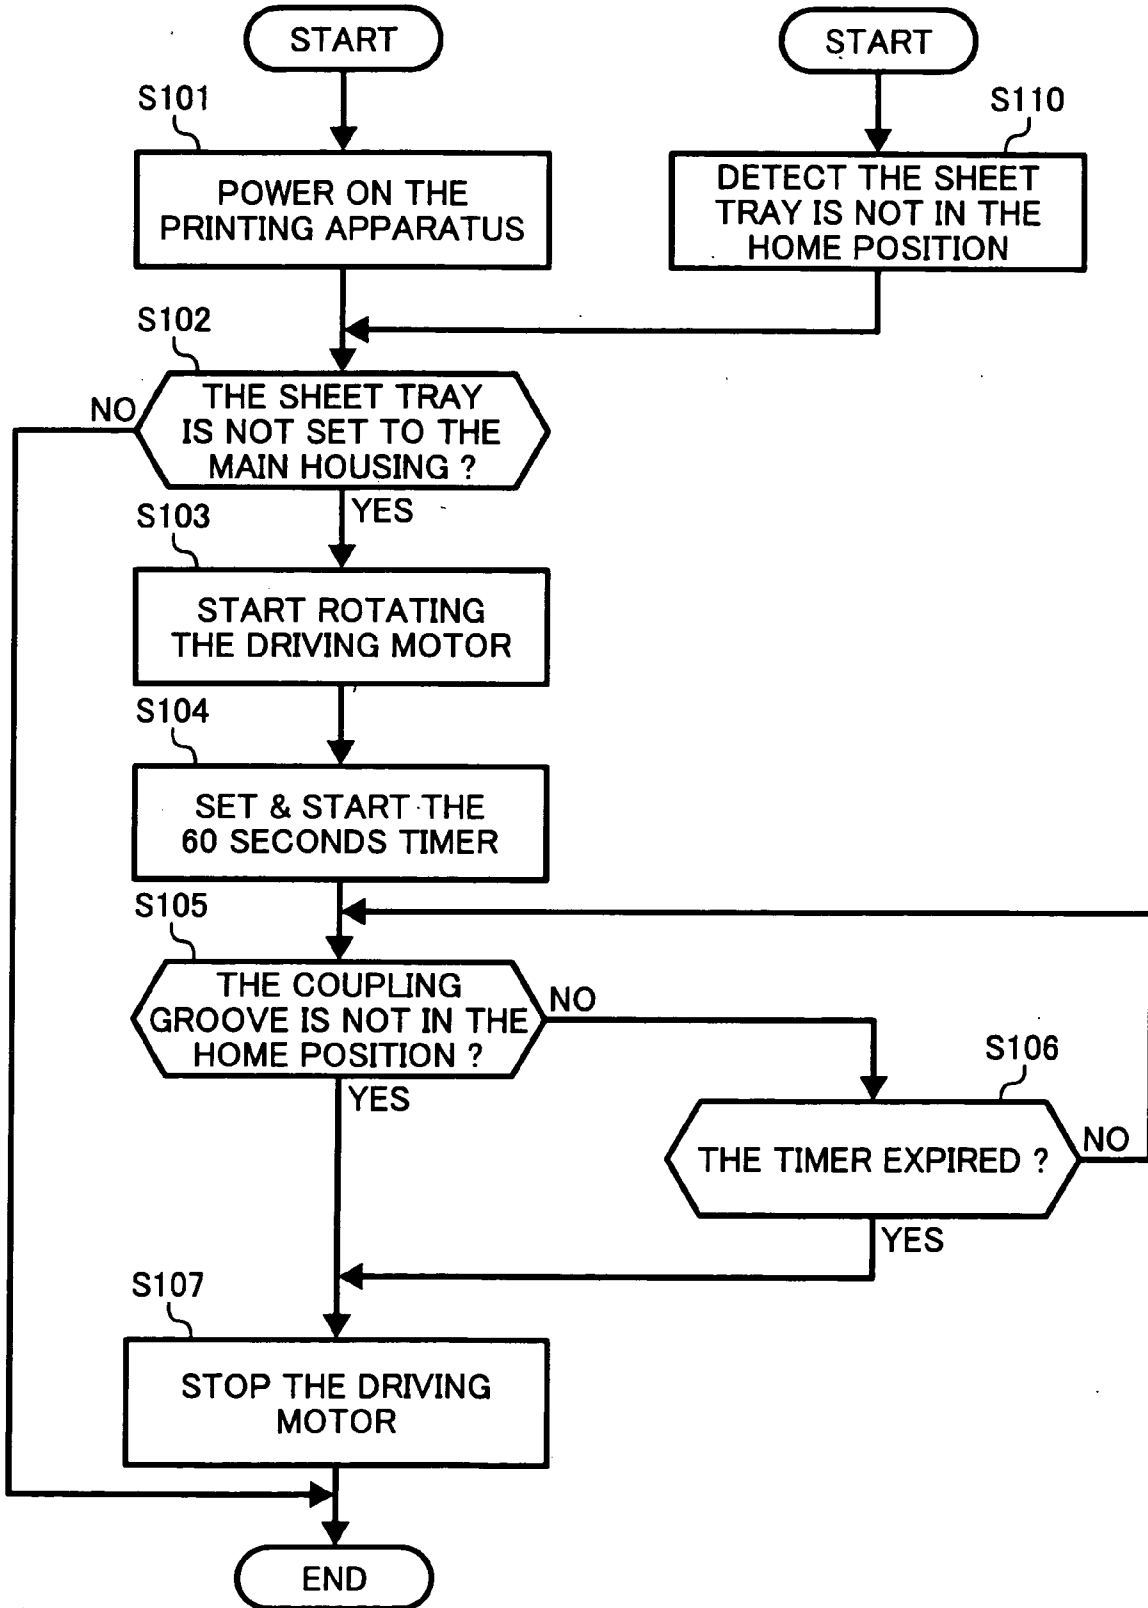 START
START
S101
S110
POWER ON THE
PRINTING APPARATUS
DETECT THE SHEET
TRAY IS NOT IN THE
HOME POSITION
S102
THE SHEET TRAY
IS NOT SET TO THE
MAIN HOUSING ?
NO
YES
S103
START ROTATING
THE DRIVING MOTOR
S104
SET & START THE
60 SECONDS TIMER
S105
THE COUPLING
GROOVE IS NOT IN THE
HOME POSITION ?
NO
YES
S106
THE TIMER EXPIRED ?
NO
YES
S107
STOP THE DRIVING
MOTOR
END